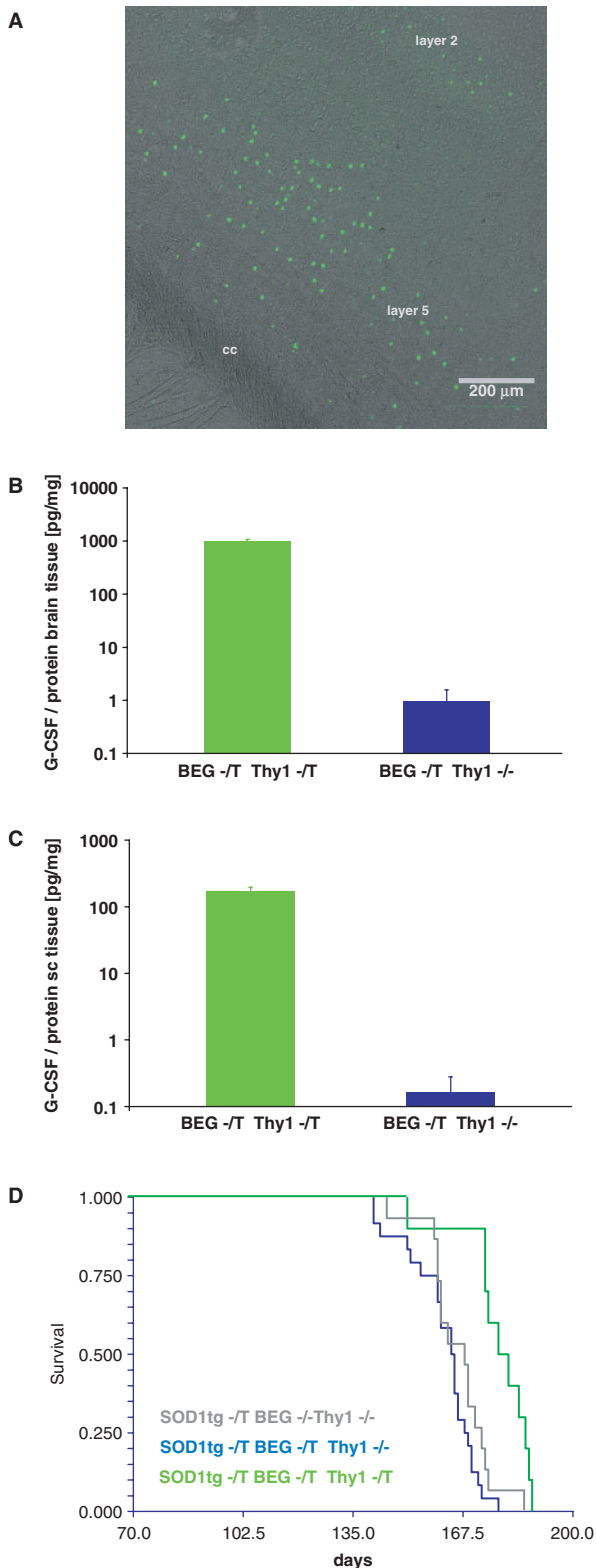 A
layer 2
layer 5
cc
200 μm
B
G-CSF / protein brain tissue [pg/mg]
10000
1000
100
10
1
0.1
BEG -/T Thy1 -/T
BEG -/T Thy1 -/-
C
G-CSF / protein sc tissue [pg/mg]
1000
100
10
1
0.1
BEG -/T Thy1 -/T
BEG -/T Thy1 -/-
D
Survival
1.000
0.750
0.500
0.250
0.000
SOD1tg -/T BEG -/-Thy1 -/-
SOD1tg -/T BEG -/T Thy1 -/-
SOD1tg -/T BEG -/T Thy1 -/T
70.0
102.5
135.0
167.5
200.0
days